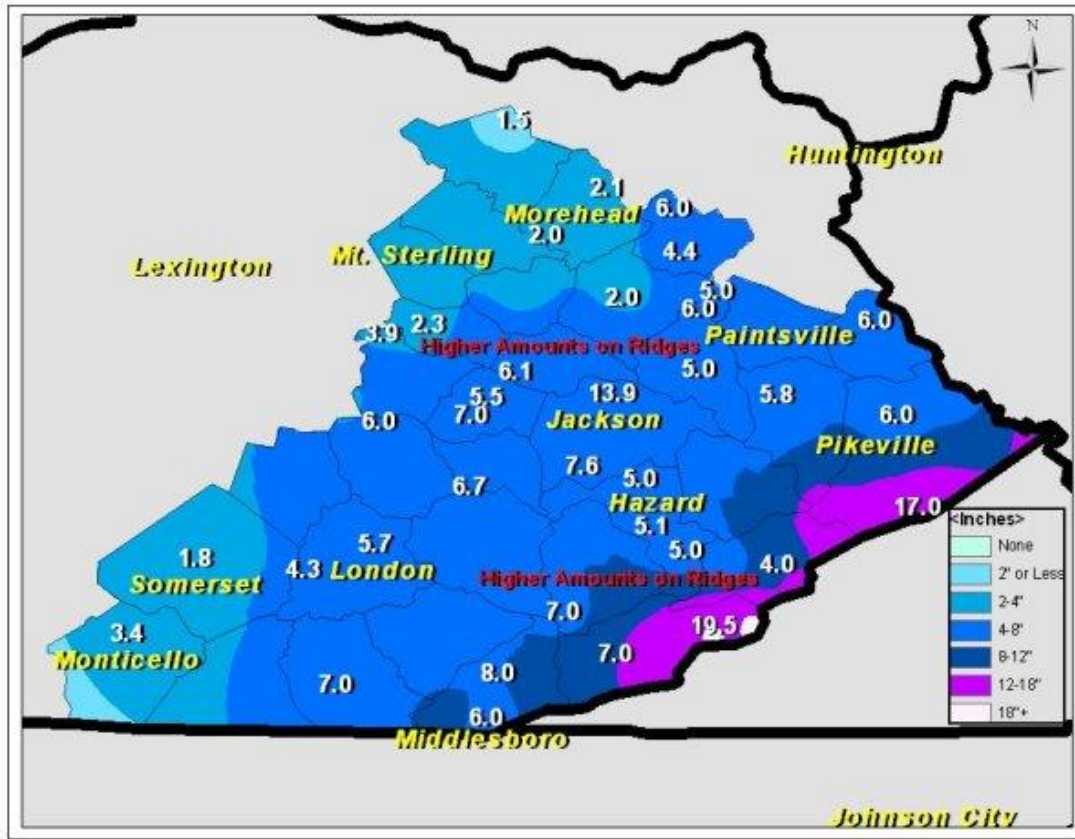 N
1.5
Huntington
2.1
6.0
Morehead
2.0
4.4
Mt. Sterling
Lexington
5.0
2.0
6.0
6.0
2.3
3.9
Paintsville
Higher Amounts on Ridges
6.1
5.0
13.9
5.8
5.5
7.0
6.0
6.0
Jackson
Pikeville
7.6
5.0
6.7
Hazard
17.0
<Inches>
5.1
None
5.7
5.0
1.8
4.3
London
4.0
2" or Less
Somerset
Higher Amounts on Ridges
2-4"
7.0
19.5
4-8"
3.4
Monticello
7.0
8-12"
8.0
7.0
12-18"
6.0
18"+
Middlesboro
Johnson City